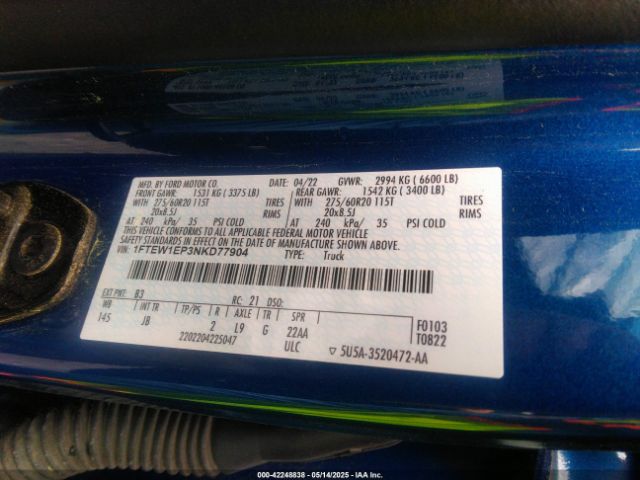 MFD. BY FORD MOTOR CO. DATE: 04/22 GVWR: 2994 KG ( 6600 LB)
FRONT GAWR: 1531 KG ( 3375 LB) REAR GAWR: 1542 KG ( 3400 LB)
WITH 275/60R20 115T TIRES WITH 275/60R20 115T TIRES
20x8.5J RIMS 20x8.5J RIMS
AT 240 kPa/ 35 PSI COLD AT 240 kPa/ 35 PSI COLD
THIS VEHICLE CONFORMS TO ALL APPLICABLE FEDERAL MOTOR VEHICLE
SAFETY STANDARDS IN EFFECT ON THE DATE OF MANUFACTURE SHOWN ABOVE.
VIN: 1FTEW1EP3NKD77904 TYPE: Truck
EXT PNT: B3 RC: 21 DSO:
WB INT TR TP/PS R AXLE TR SPR
145 JB 2 L9 G 22AA F0103
2202204225047 ULC T0822
5U5A-3520472-AA
000-42248838 - 05/14/2025 - IAA Inc.